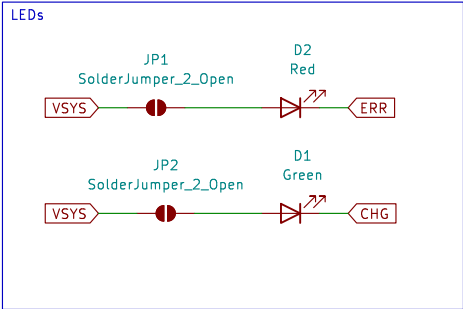 LEDs
JP1
SolderJumper_2_Open
D2
Red
VSYS
ERR
JP2
SolderJumper_2_Open
D1
Green
VSYS
CHG